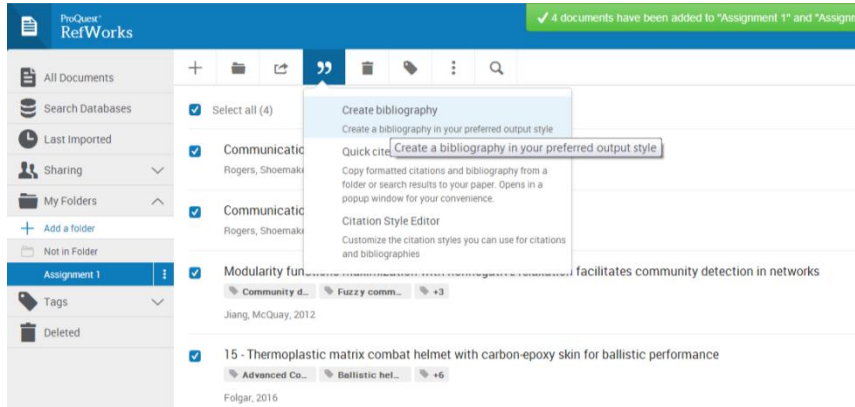 ProQuest
RefWorks
✓ 4 documents have been added to "Assignment 1" and "Assignm
All Documents
Search Databases
Last Imported
Sharing
My Folders
Add a folder
Not in Folder
Assignment 1
Tags
Deleted
Select all (4)
Create bibliography
Create a bibliography in your preferred output style
Create a bibliography in your preferred output style
Quick cite
Copy formatted citations and bibliography from a
folder or search results to your paper. Opens in a
popup window for your convenience.
Citation Style Editor
Customize the citation styles you can use for citations
and bibliographies
Communicatio
Rogers, Shoemake
Communicatio
Rogers, Shoemake
Modularity functions maximization with nonnegative relaxation facilitates community detection in networks
Community d... Fuzzy comm... +3
Jiang, McQuay, 2012
15 - Thermoplastic matrix combat helmet with carbon-epoxy skin for ballistic performance
Advanced Co... Ballistic hel... +6
Folgar, 2016